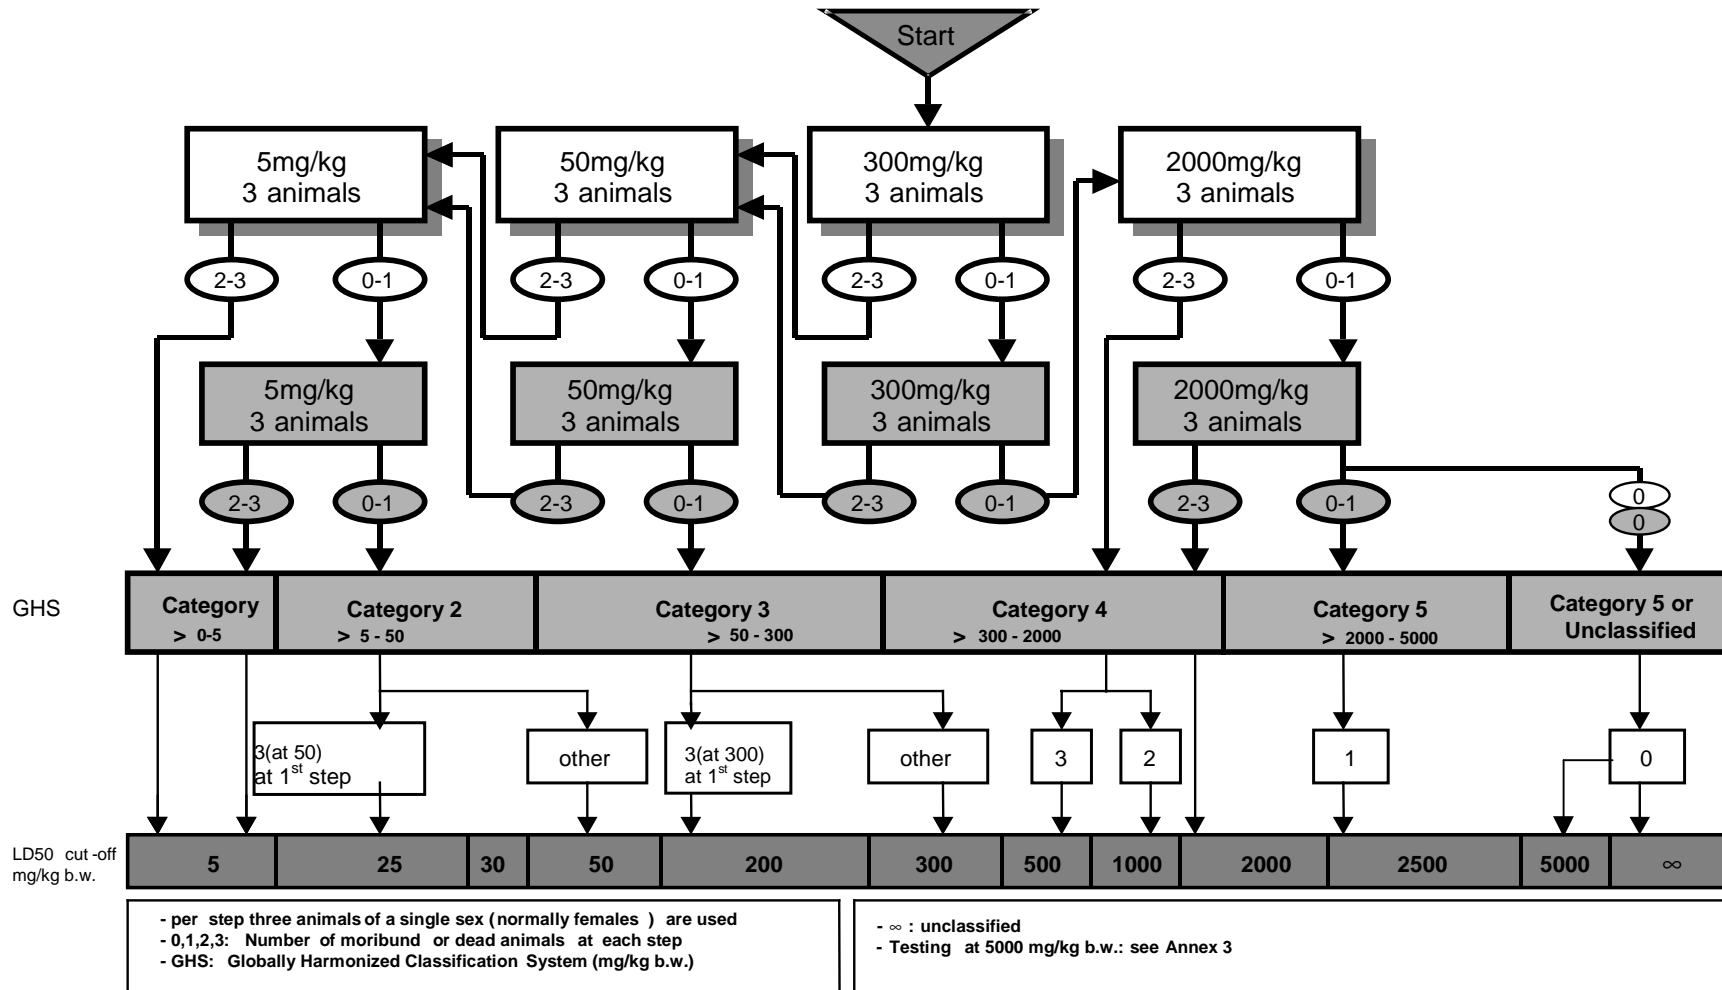 Start
5mg/kg
3 animals
50mg/kg
3 animals
300mg/kg
3 animals
2000mg/kg
3 animals
2-3 0-1 2-3 0-1 2-3 0-1 2-3 0-1
5mg/kg
3 animals
50mg/kg
3 animals
300mg/kg
3 animals
2000mg/kg
3 animals
2-3 0-1 2-3 0-1 2-3 0-1 2-3 0-1
0
0
GHS
Category
> 0-5
Category 2
> 5 - 50
Category 3
> 50 - 300
Category 4
> 300 - 2000
Category 5
> 2000 - 5000
Category 5 or
Unclassified
3(at 50)
at 1st step
other
3(at 300)
at 1st step
other
3
2
1
0
LD50 cut-off
mg/kg b.w.
5 25 30 50 200 300 500 1000 2000 2500 5000 ∞
- per step three animals of a single sex (normally females ) are used
- 0,1,2,3: Number of moribund or dead animals at each step
- GHS: Globally Harmonized Classification System (mg/kg b.w.)
- ∞ : unclassified
- Testing at 5000 mg/kg b.w.: see Annex 3